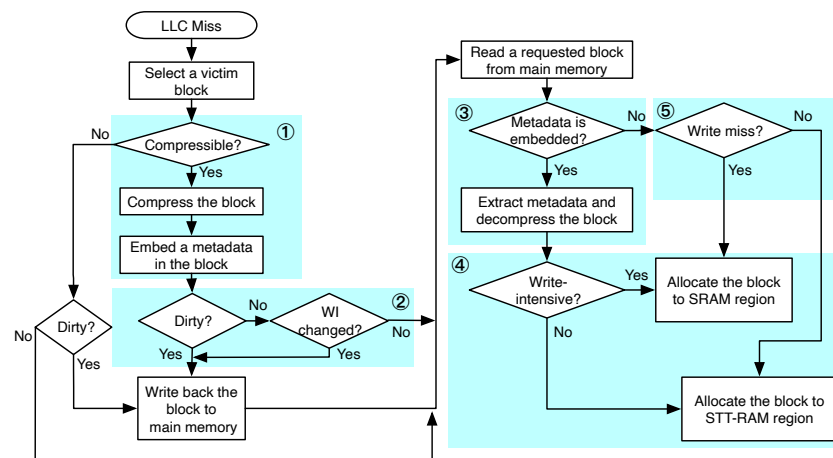 LLC Miss
Select a victim
block
①
Compressible?
No
Yes
Compress the block
Embed a metadata
in the block
②
Dirty?
No
WI
changed?
No
Yes
Yes
Dirty?
No
Yes
Write back the
block to
main memory
Read a requested block
from main memory
③
Metadata is
embedded?
No
Yes
⑤
Write miss?
No
Yes
Extract metadata and
decompress the block
④
Write-
intensive?
Yes
No
Allocate the block
to SRAM region
Allocate the block to
STT-RAM region